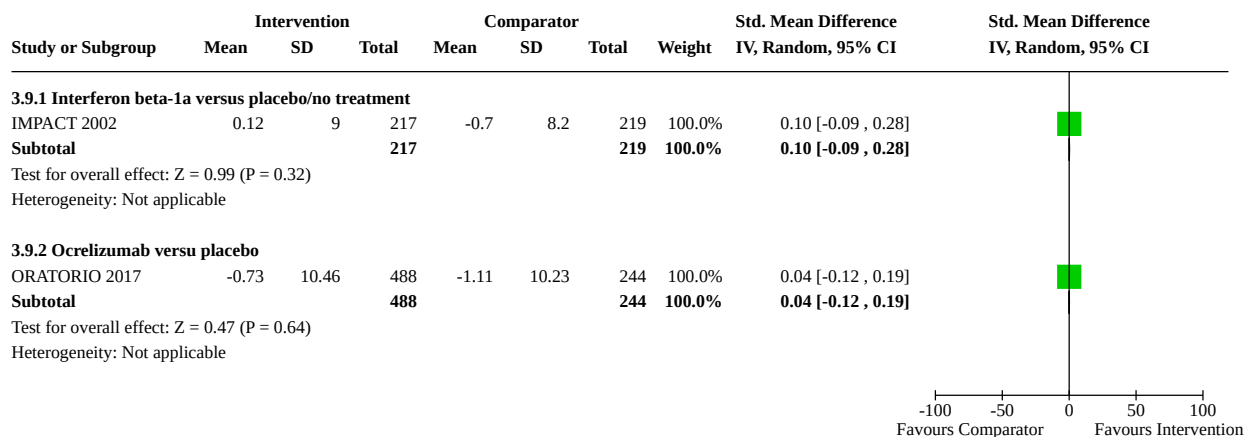 Intervention Comparator Std. Mean Difference Std. Mean Difference
Study or Subgroup Mean SD Total Mean SD Total Weight IV, Random, 95% CI IV, Random, 95% CI
3.9.1 Interferon beta-1a versus placebo/no treatment
IMPACT 2002 0.12 9 217 -0.7 8.2 219 100.0% 0.10 [-0.09 , 0.28]
Subtotal 217 219 100.0% 0.10 [-0.09 , 0.28]
Test for overall effect: Z = 0.99 (P = 0.32)
Heterogeneity: Not applicable
3.9.2 Ocrelizumab versu placebo
ORATORIO 2017 -0.73 10.46 488 -1.11 10.23 244 100.0% 0.04 [-0.12 , 0.19]
Subtotal 488 244 100.0% 0.04 [-0.12 , 0.19]
Test for overall effect: Z = 0.47 (P = 0.64)
Heterogeneity: Not applicable
-100 -50 0 50 100
Favours Comparator Favours Intervention